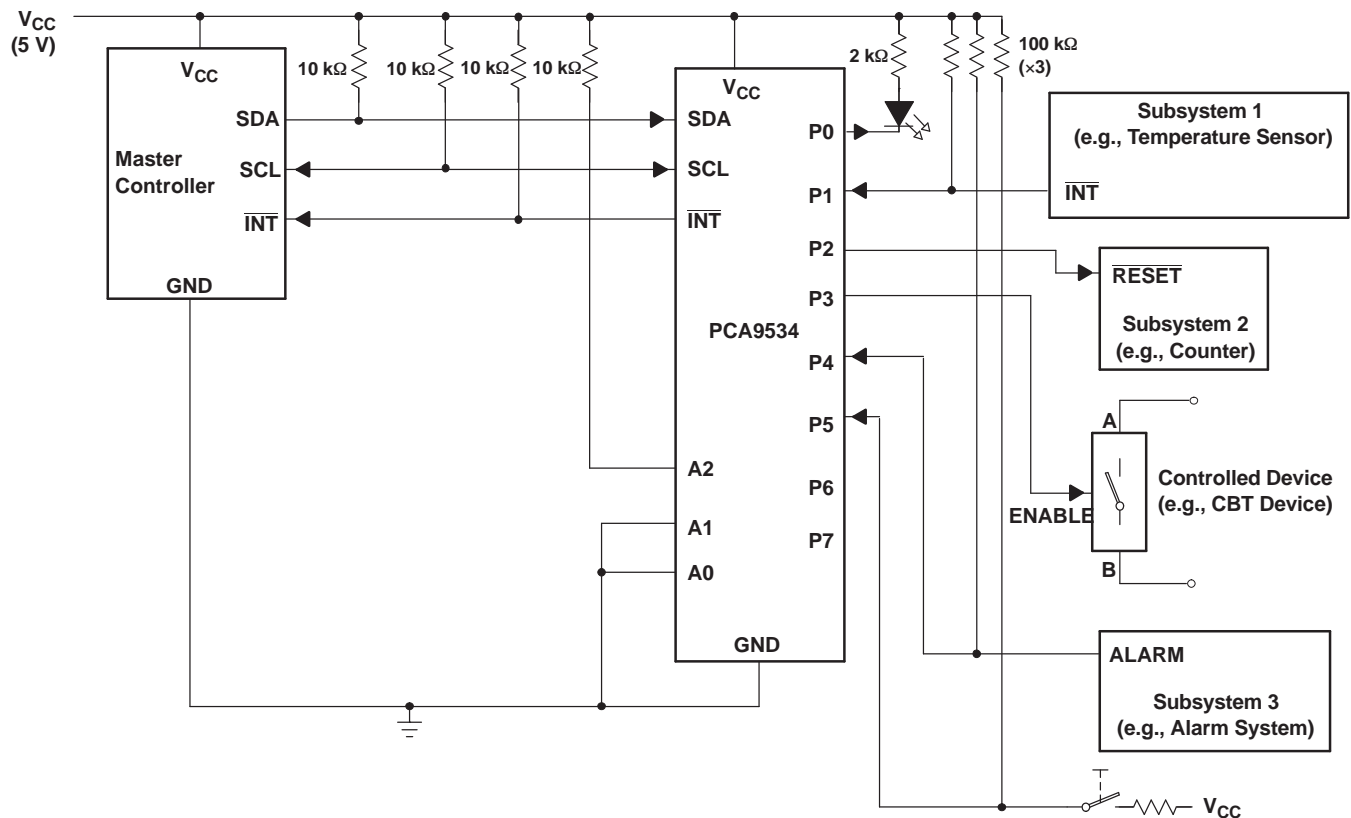 VCC
(5 V)
VCC
SDA
Master
Controller
SCL
INT
GND
10 kΩ
10 kΩ
10 kΩ
10 kΩ
VCC
SDA
SCL
INT
PCA9534
A2
A1
A0
GND
P0
P1
P2
P3
P4
P5
P6
P7
2 kΩ
100 kΩ
(×3)
Subsystem 1
(e.g., Temperature Sensor)
INT
RESET
Subsystem 2
(e.g., Counter)
A
Controlled Device
(e.g., CBT Device)
ENABLE
B
ALARM
Subsystem 3
(e.g., Alarm System)
VCC